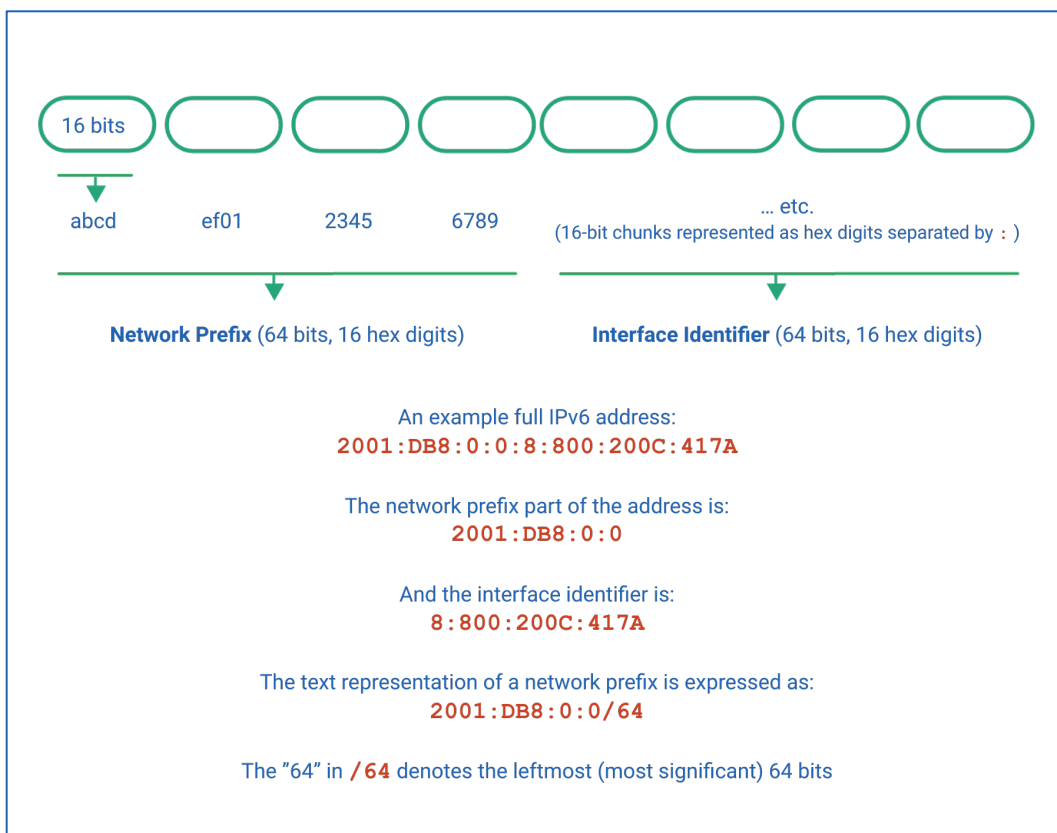 16 bits
abcd ef01 2345 6789 … etc.
(16-bit chunks represented as hex digits separated by : )
Network Prefix (64 bits, 16 hex digits) Interface Identifier (64 bits, 16 hex digits)
An example full IPv6 address:
2001:DB8:0:0:8:800:200C:417A
The network prefix part of the address is:
2001:DB8:0:0
And the interface identifier is:
8:800:200C:417A
The text representation of a network prefix is expressed as:
2001:DB8:0:0/64
The ”64” in /64 denotes the leftmost (most significant) 64 bits